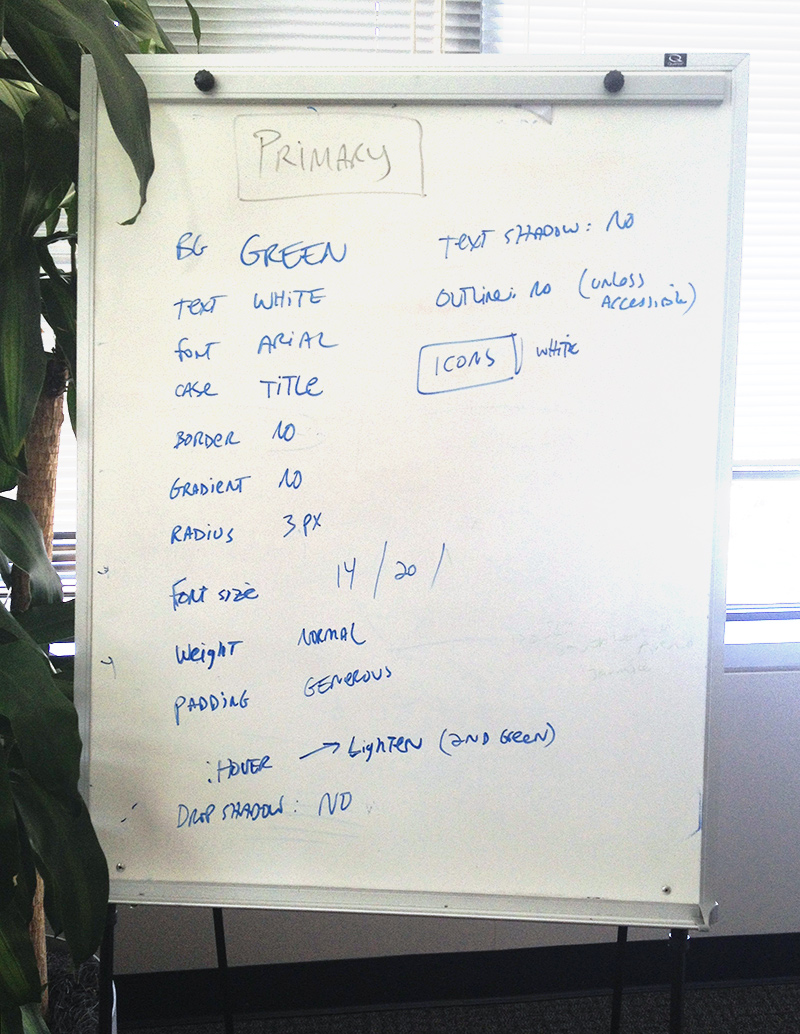 PRIMARY
BG GREEN
TEXT WHITE
FONT ARIAL
CASE TITLE
BORDER NO
GRADIENT NO
RADIUS 3 PX
FONT SIZE 14 / 20 /
WEIGHT NORMAL
PADDING GENEROUS
:HOVER → LIGHTEN (2ND GREEN)
DROP SHADOW: NO
TEXT SHADOW: NO
OUTLINE: NO (UNLESS
ACCESSIBLE)
ICONS WHITE